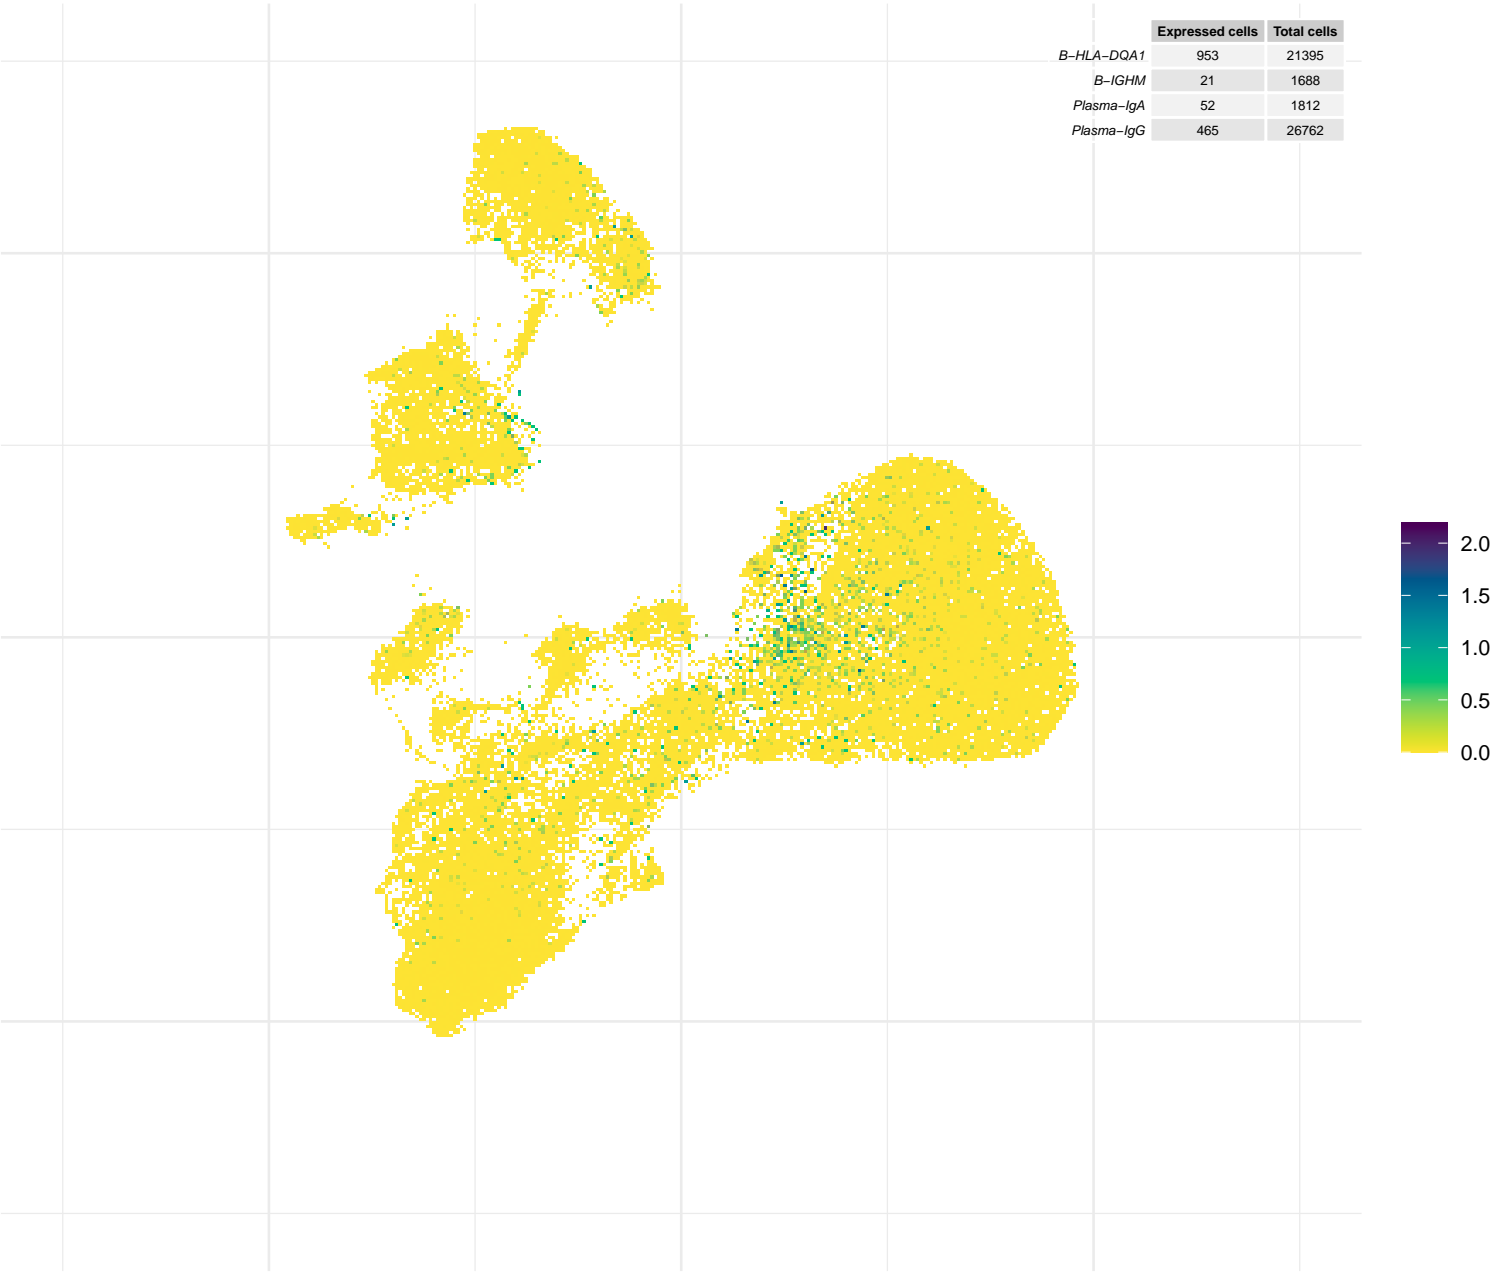 Expressed cells Total cells
B−HLA−DQA1 953 21395
B−IGHM 21 1688
Plasma−IgA 52 1812
Plasma−IgG 465 26762
2.0
1.5
1.0
0.5
0.0